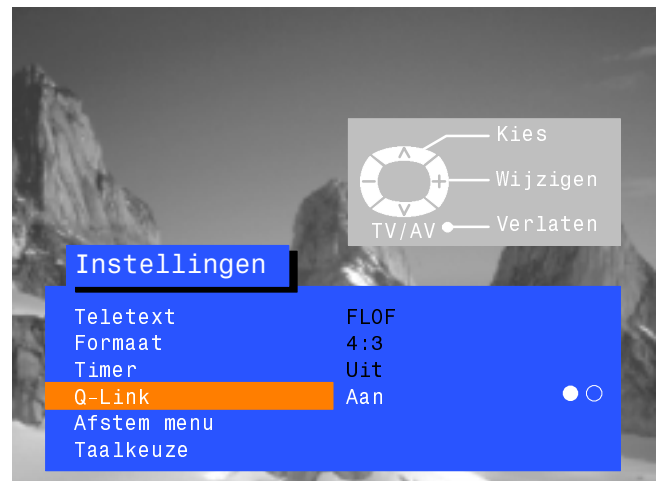 Kies
Wijzigen
TV/AV Verlaten
Instellingen
Teletext FLOF
Formaat 4:3
Timer Uit
Q-Link Aan
Afstem menu
Taalkeuze